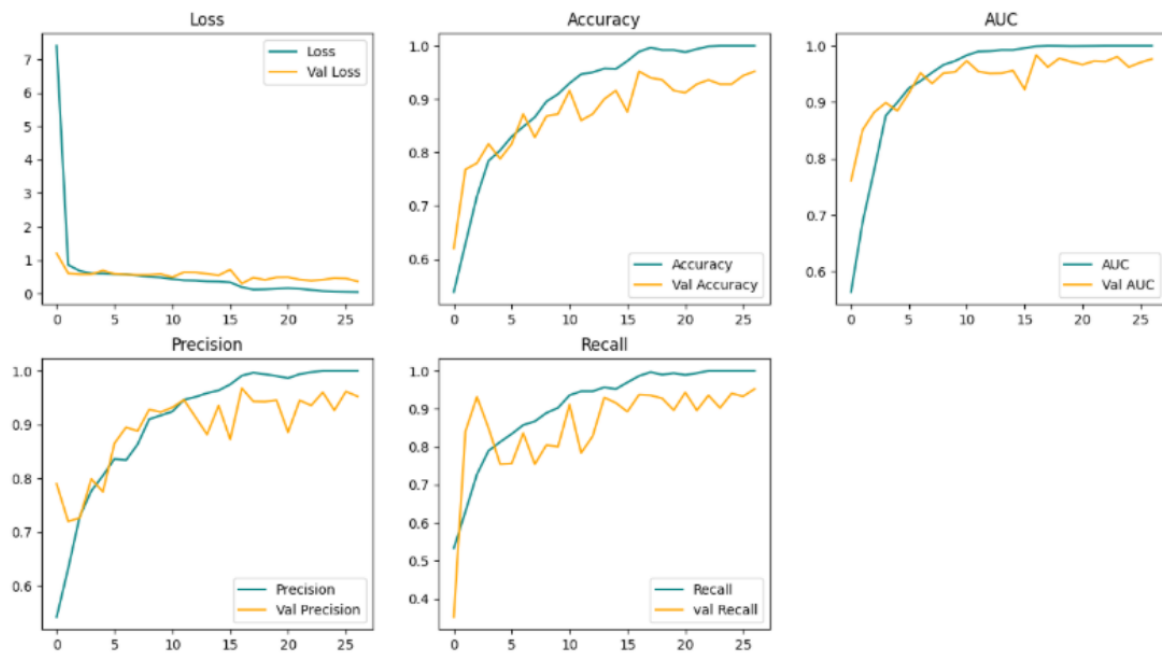 Loss
Loss
Val Loss
7
6
5
4
3
2
1
0
0 5 10 15 20 25
Accuracy
1.0
0.9
0.8
0.7
0.6
Accuracy
Val Accuracy
0 5 10 15 20 25
AUC
1.0
0.9
0.8
0.7
0.6
AUC
Val AUC
0 5 10 15 20 25
Precision
1.0
0.9
0.8
0.7
0.6
Precision
Val Precision
0 5 10 15 20 25
Recall
1.0
0.9
0.8
0.7
0.6
0.5
0.4
Recall
val Recall
0 5 10 15 20 25